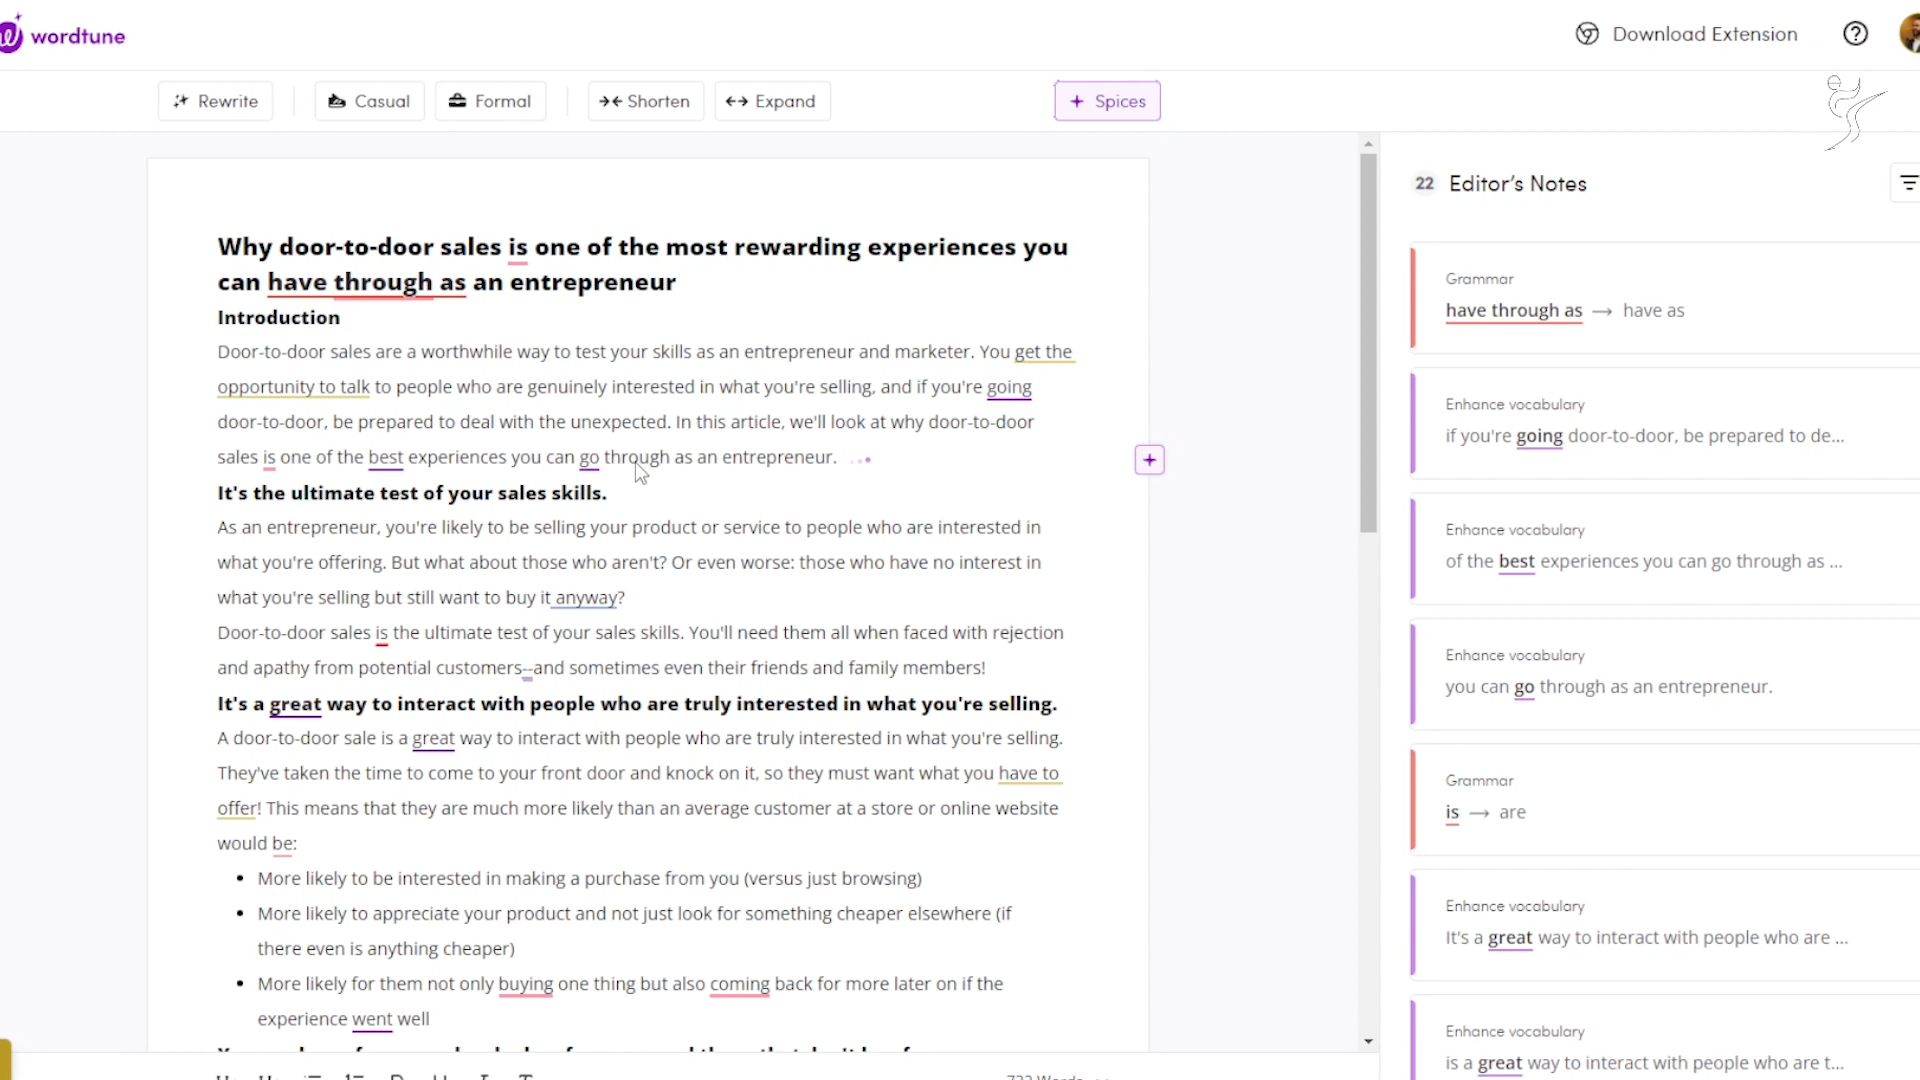 wordtune
Download Extension
Rewrite
Casual
Formal
Shorten
Expand
Spices
22 Editor's Notes
Why door-to-door sales is one of the most rewarding experiences you
can have through as an entrepreneur
Introduction
Door-to-door sales are a worthwhile way to test your skills as an entrepreneur and marketer. You get the
opportunity to talk to people who are genuinely interested in what you're selling, and if you're going
door-to-door, be prepared to deal with the unexpected. In this article, we'll look at why door-to-door
sales is one of the best experiences you can go through as an entrepreneur.
It's the ultimate test of your sales skills.
As an entrepreneur, you're likely to be selling your product or service to people who are interested in
what you're offering. But what about those who aren't? Or even worse: those who have no interest in
what you're selling but still want to buy it anyway?
Door-to-door sales is the ultimate test of your sales skills. You'll need them all when faced with rejection
and apathy from potential customers--and sometimes even their friends and family members!
It's a great way to interact with people who are truly interested in what you're selling.
A door-to-door sale is a great way to interact with people who are truly interested in what you're selling.
They've taken the time to come to your front door and knock on it, so they must want what you have to
offer! This means that they are much more likely than an average customer at a store or online website
would be:
• More likely to be interested in making a purchase from you (versus just browsing)
• More likely to appreciate your product and not just look for something cheaper elsewhere (if
there even is anything cheaper)
• More likely for them not only buying one thing but also coming back for more later on if the
experience went well
Grammar
have through as → have as
Enhance vocabulary
if you're going door-to-door, be prepared to de...
Enhance vocabulary
of the best experiences you can go through as ...
Enhance vocabulary
you can go through as an entrepreneur.
Grammar
is → are
Enhance vocabulary
It's a great way to interact with people who are ...
Enhance vocabulary
is a great way to interact with people who are t...